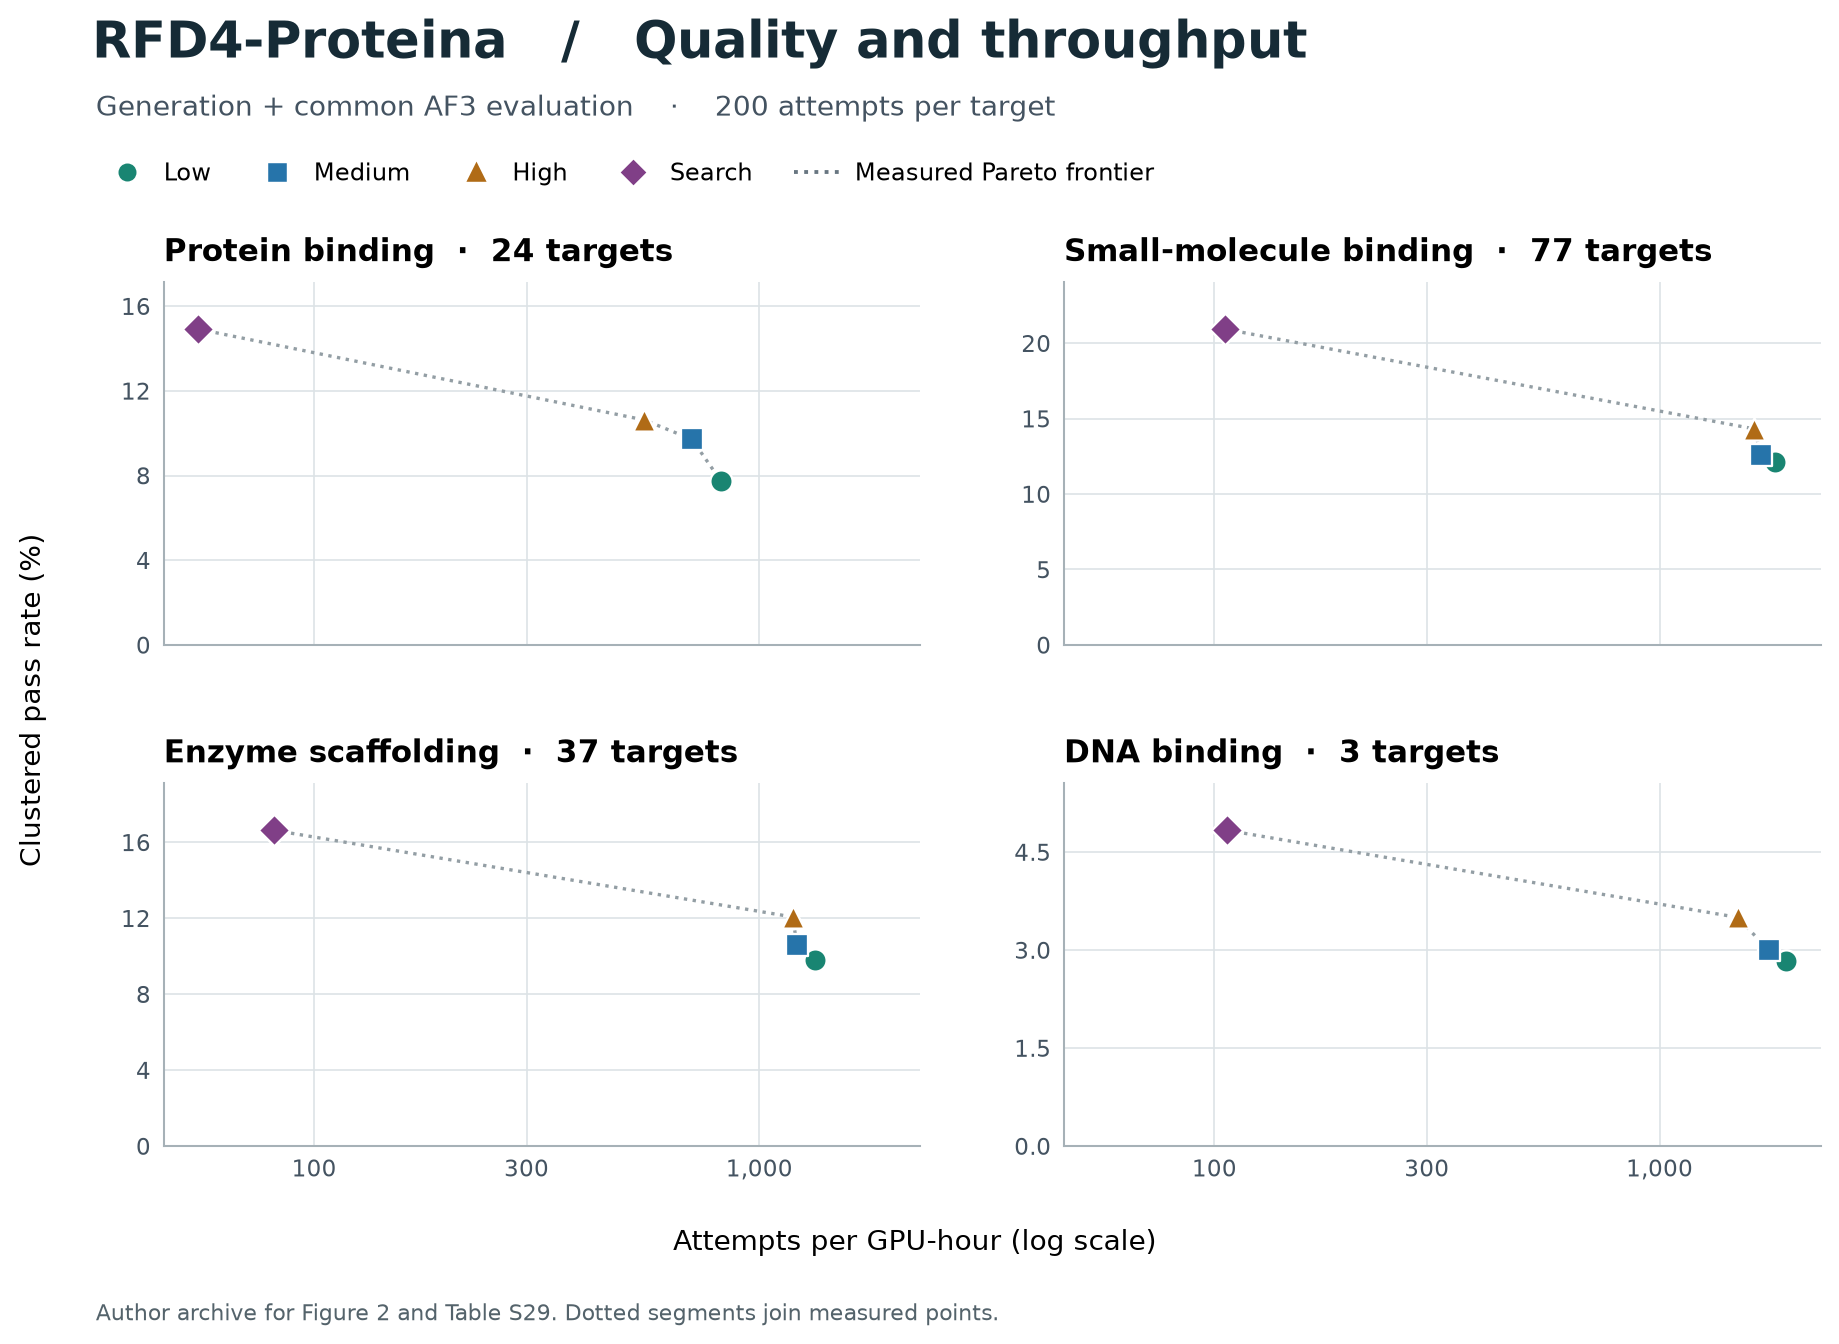 RFD4-Proteina / Quality and throughput
Generation + common AF3 evaluation · 200 attempts per target
Low Medium High Search Measured Pareto frontier
Protein binding · 24 targets
16
12
8
4
0
Small-molecule binding · 77 targets
20
15
10
5
0
Clustered pass rate (%)
Enzyme scaffolding · 37 targets
16
12
8
4
0
100 300 1,000
DNA binding · 3 targets
4.5
3.0
1.5
0.0
100 300 1,000
Attempts per GPU-hour (log scale)
Author archive for Figure 2 and Table S29. Dotted segments join measured points.